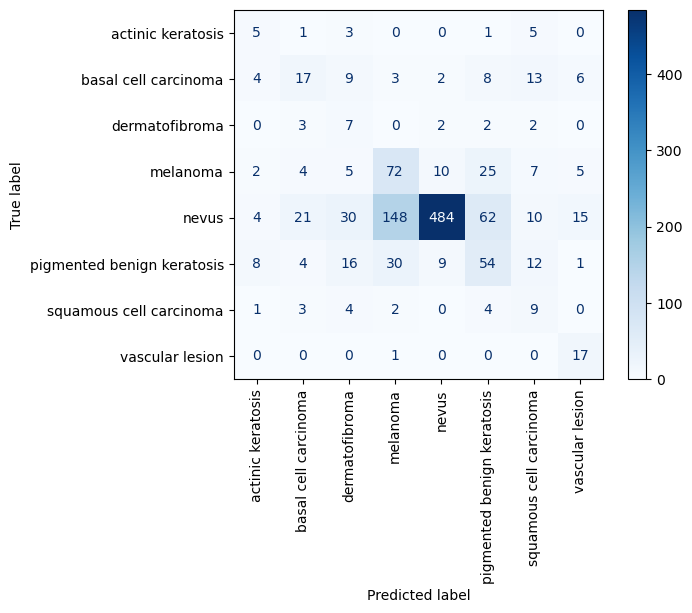 actinic keratosis 5 1 3 0 0 1 5 0
basal cell carcinoma 4 17 9 3 2 8 13 6
dermatofibroma 0 3 7 0 2 2 2 0
melanoma 2 4 5 72 10 25 7 5
nevus 4 21 30 148 484 62 10 15
pigmented benign keratosis 8 4 16 30 9 54 12 1
squamous cell carcinoma 1 3 4 2 0 4 9 0
vascular lesion 0 0 0 1 0 0 0 17
True label
actinic keratosis
basal cell carcinoma
dermatofibroma
melanoma
nevus
pigmented benign keratosis
squamous cell carcinoma
vascular lesion
Predicted label
400
300
200
100
0